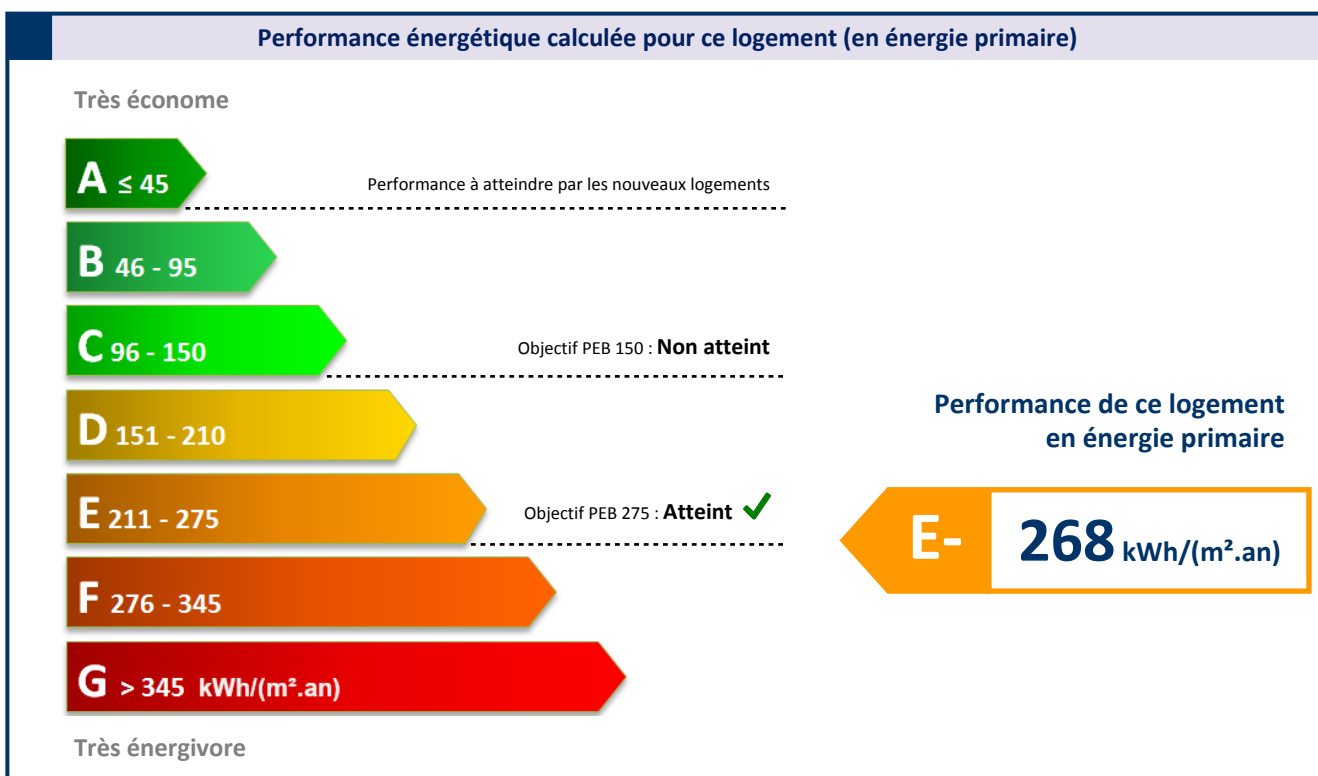 Performance énergétique calculée pour ce logement (en énergie primaire)
Très économe
A ≤ 45
Performance à atteindre par les nouveaux logements
B 46 - 95
C 96 - 150
Objectif PEB 150 : Non atteint
D 151 - 210
Performance de ce logement
en énergie primaire
E 211 - 275
Objectif PEB 275 : Atteint ✓
E- 268 kWh/(m².an)
F 276 - 345
G > 345 kWh/(m².an)
Très énergivore